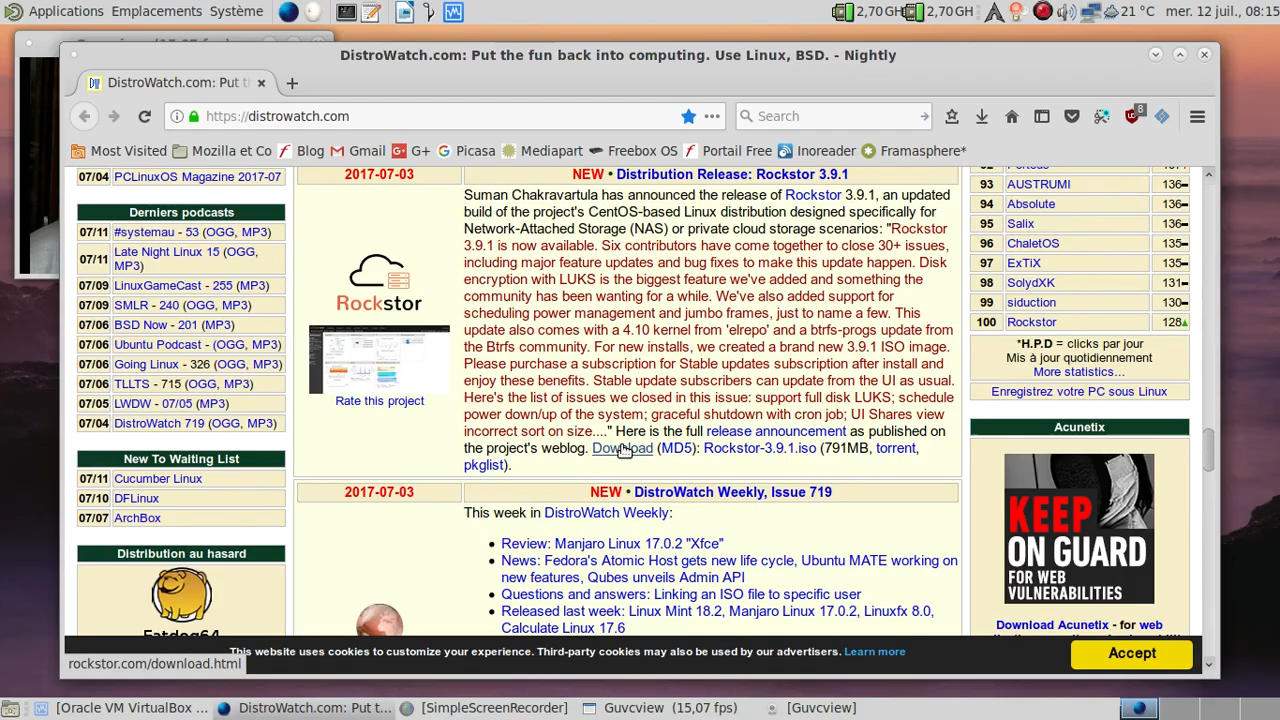 Applications Emplacements Système
2,70 GH 2,70 GH 21 °C mer. 12 juil., 08:15
DistroWatch.com: Put the fun back into computing. Use Linux, BSD. - Nightly
DistroWatch.com: Put t
https://distrowatch.com
Search
8
Most Visited Mozilla et Co Blog Gmail G+ Picasa Mediapart Freebox OS Portail Free Inoreader Framasphere*
07/04 PCLinuxOS Magazine 2017-07
Derniers podcasts
07/11 #systemau - 53 (OGG, MP3)
07/11 Late Night Linux 15 (OGG,
MP3)
07/09 LinuxGameCast - 255 (MP3)
07/09 SMLR - 240 (OGG, MP3)
07/06 BSD Now - 201 (MP3)
07/06 Ubuntu Podcast - (MP3)
07/06 Going Linux - 326 (MP3)
07/06 TLLTS - 715 (OGG, MP3)
07/05 LWDW - 07/05 (MP3)
07/04 DistroWatch 719 (OGG, MP3)
New To Waiting List
07/11 Cucumber Linux
07/10 DFLinux
07/07 ArchBox
Distribution au hasard
Fatdog64
2017-07-03
NEW • Distribution Release: Rockstor 3.9.1
Rockstor
Rate this project
Suman Chakravartula has announced the release of Rockstor 3.9.1, an updated
build of the project's CentOS-based Linux distribution designed specifically for
Network-Attached Storage (NAS) or private cloud storage scenarios: "Rockstor
3.9.1 is now available. Six contributors have come together to close 30+ issues,
including major feature updates and bug fixes to make this update happen. Disk
encryption with LUKS is the biggest feature we've added and something the
community has been wanting for a while. We've also added support for
scheduling power management and jumbo frames, just to name a few. This
update also comes with a 4.10 kernel from 'elrepo' and a btrfs-progs update from
the Btrfs community. For new installs, we created a brand new 3.9.1 ISO image.
Please purchase a subscription for Stable updates subscription after install and
enjoy these benefits. Stable update subscribers can update from the UI as usual.
Here's the list of issues we closed in this issue: support full disk LUKS; schedule
power down/up of the system; graceful shutdown with cron job; UI Shares view
incorrect sort on size...." Here is the full release announcement as published on
the project's weblog. Download (MD5): Rockstor-3.9.1.iso (791MB, torrent,
pkglist).
2017-07-03
NEW • DistroWatch Weekly, Issue 719
This week in DistroWatch Weekly:
• Review: Manjaro Linux 17.0.2 "Xfce"
• News: Fedora's Atomic Host gets new life cycle, Ubuntu MATE working on
new features, Qubes unveils Admin API
• Questions and answers: Linking an ISO file to specific user
• Released last week: Linux Mint 18.2, Manjaro Linux 17.0.2, Linuxfx 8.0,
Calculate Linux 17.6
93 AUSTRUMI 136
94 Absolute 136
95 Salix 136
96 ChaletOS 135
97 ExTiX 135
98 SolydXK 131
99 siduction 130
100 Rockstor 128
*H.P.D = clicks par jour
Mis à jour quotidiennement
More statistics...
Enregistrez votre PC sous Linux
Acunetix
KEEP
ON GUARD
FOR WEB
VULNERABILITIES
Download Acunetix - for web
This website uses cookies to customize your experience. Third-party cookies may also be used by our advertisers. Learn more
Accept
rockstor.com/download.html
[Oracle VM VirtualBox ... DistroWatch.com: Put t... [SimpleScreenRecorder] Guvcview (15,07 fps) [Guvcview]